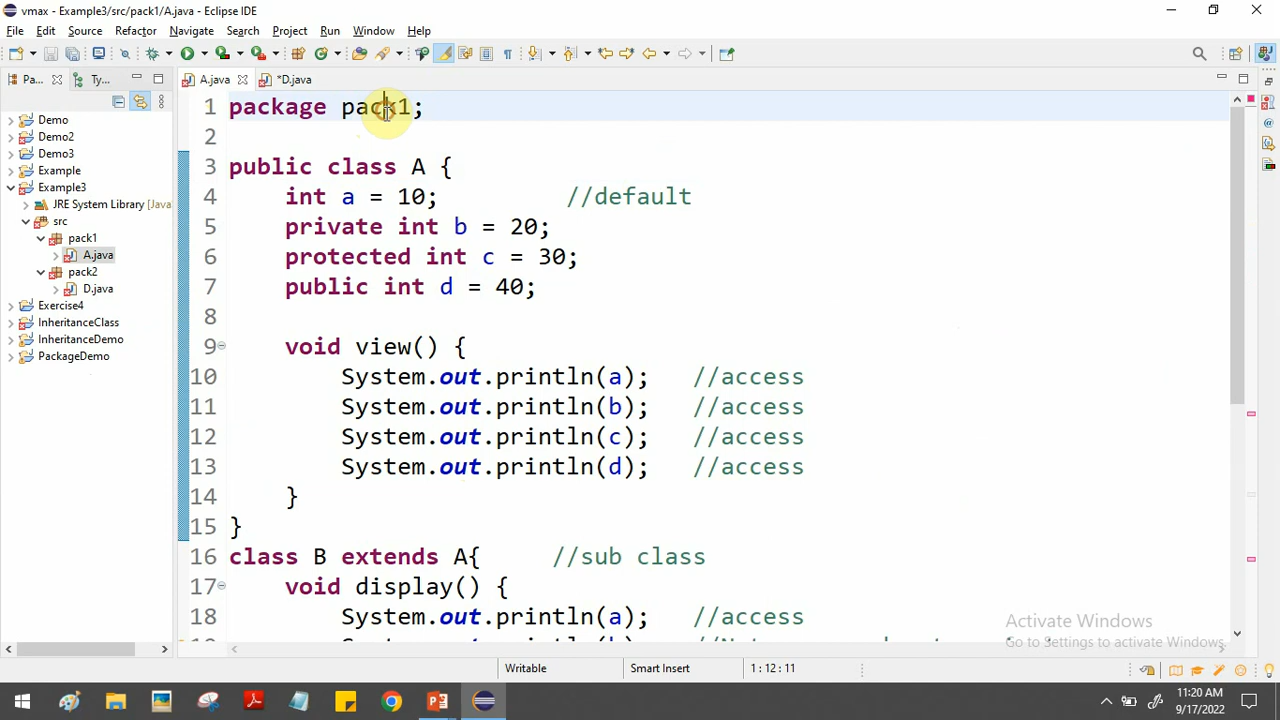 vmax - Example3/src/pack1/A.java - Eclipse IDE
File Edit Source Refactor Navigate Search Project Run Window Help
Pa... Ty... A.java *D.java
Demo
Demo2
Demo3
Example
Example3
JRE System Library [Java
src
pack1
A.java
pack2
D.java
Exercise4
InheritanceClass
InheritanceDemo
PackageDemo
1 package pack1;
2
3 public class A {
4 int a = 10; //default
5 private int b = 20;
6 protected int c = 30;
7 public int d = 40;
8
9 void view() {
10 System.out.println(a); //access
11 System.out.println(b); //access
12 System.out.println(c); //access
13 System.out.println(d); //access
14 }
15 }
16 class B extends A{ //sub class
17 void display() {
18 System.out.println(a); //access
Activate Windows
Go to Settings to activate Windows.
Writable Smart Insert 1 : 12 : 11
11:20 AM
9/17/2022